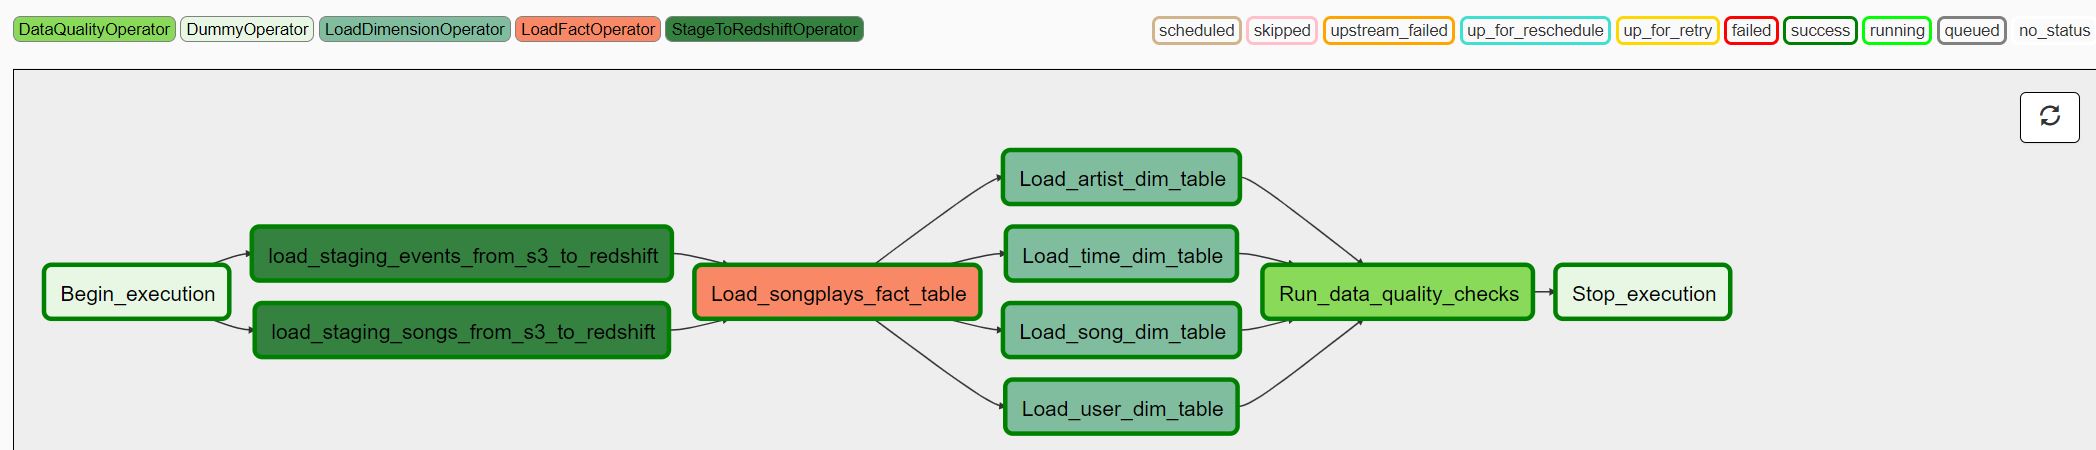 DataQualityOperator DummyOperator LoadDimensionOperator LoadFactOperator StageToRedshiftOperator scheduled skipped upstream_failed up_for_reschedule up_for_retry failed success running queued no_status
Load_artist_dim_table
load_staging_events_from_s3_to_redshift Load_time_dim_table
Begin_execution Load_songplays_fact_table Run_data_quality_checks Stop_execution
load_staging_songs_from_s3_to_redshift Load_song_dim_table
Load_user_dim_table